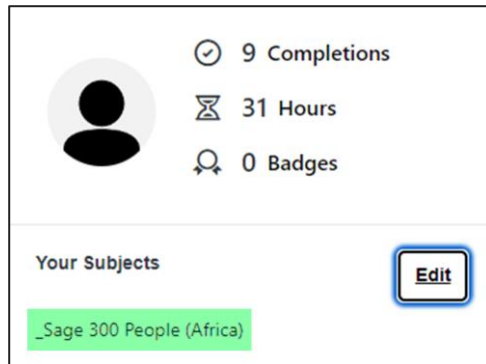 9 Completions
31 Hours
0 Badges
Your Subjects
Edit
_Sage 300 People (Africa)